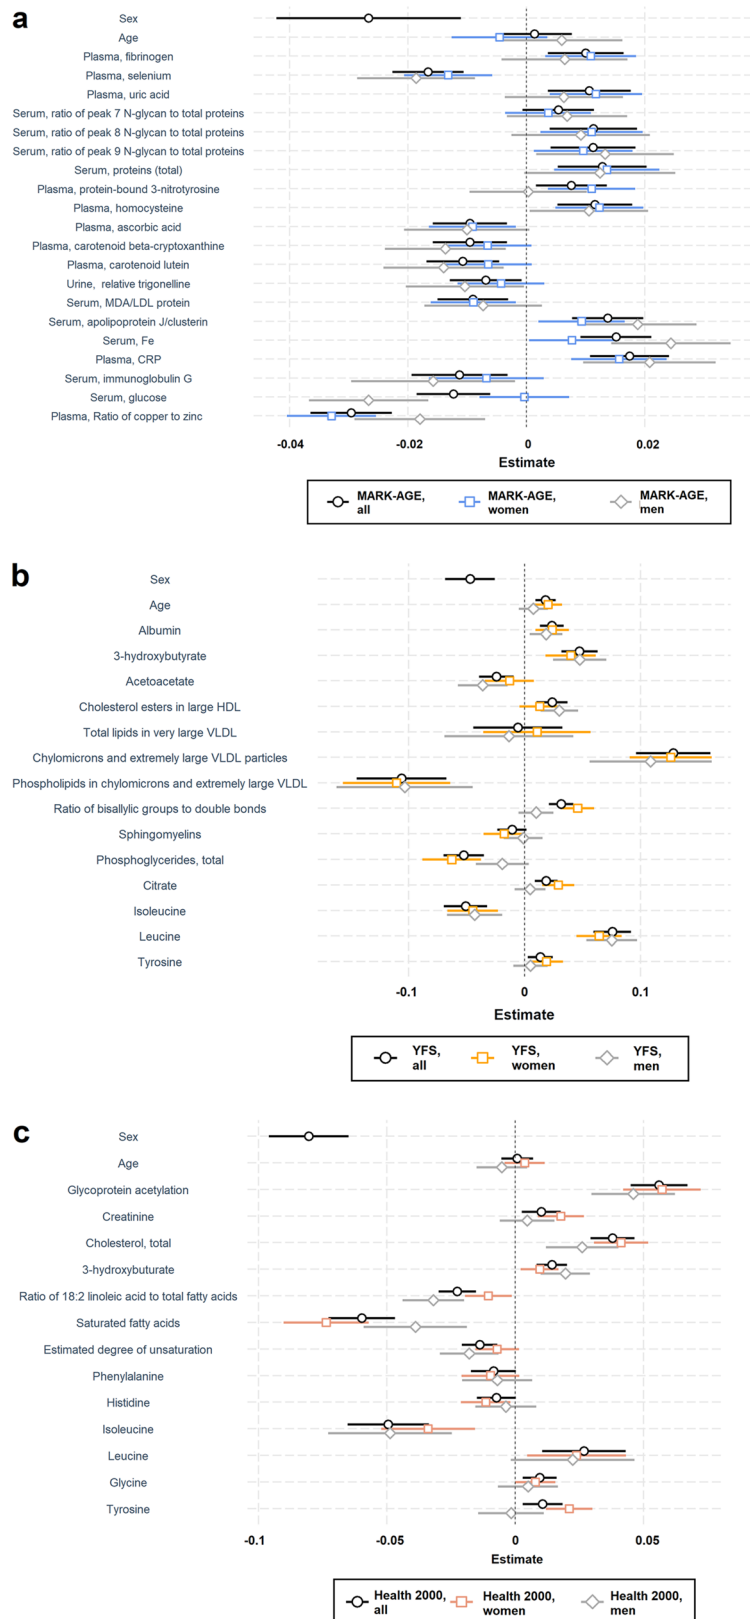 a
Sex
Age
Plasma, fibrinogen
Plasma, selenium
Plasma, uric acid
Serum, ratio of peak 7 N-glycan to total proteins
Serum, ratio of peak 8 N-glycan to total proteins
Serum, ratio of peak 9 N-glycan to total proteins
Serum, proteins (total)
Plasma, protein-bound 3-nitrotyrosine
Plasma, homocysteine
Plasma, ascorbic acid
Plasma, carotenoid beta-cryptoxanthine
Plasma, carotenoid lutein
Urine, relative trigonelline
Serum, MDA/LDL protein
Serum, apolipoprotein J/clusterin
Serum, Fe
Plasma, CRP
Serum, immunoglobulin G
Serum, glucose
Plasma, Ratio of copper to zinc
-0.04 -0.02 0 0.02
Estimate
MARK-AGE, all
MARK-AGE, women
MARK-AGE, men
b
Sex
Age
Albumin
3-hydroxybutyrate
Acetoacetate
Cholesterol esters in large HDL
Total lipids in very large VLDL
Chylomicrons and extremely large VLDL particles
Phospholipids in chylomicrons and extremely large VLDL
Ratio of bisallylic groups to double bonds
Sphingomyelins
Phosphoglycerides, total
Citrate
Isoleucine
Leucine
Tyrosine
-0.1 0 0.1
Estimate
YFS, all
YFS, women
YFS, men
c
Sex
Age
Glycoprotein acetylation
Creatinine
Cholesterol, total
3-hydroxybuturate
Ratio of 18:2 linoleic acid to total fatty acids
Saturated fatty acids
Estimated degree of unsaturation
Phenylalanine
Histidine
Isoleucine
Leucine
Glycine
Tyrosine
-0.1 -0.05 0 0.05
Estimate
Health 2000, all
Health 2000, women
Health 2000, men